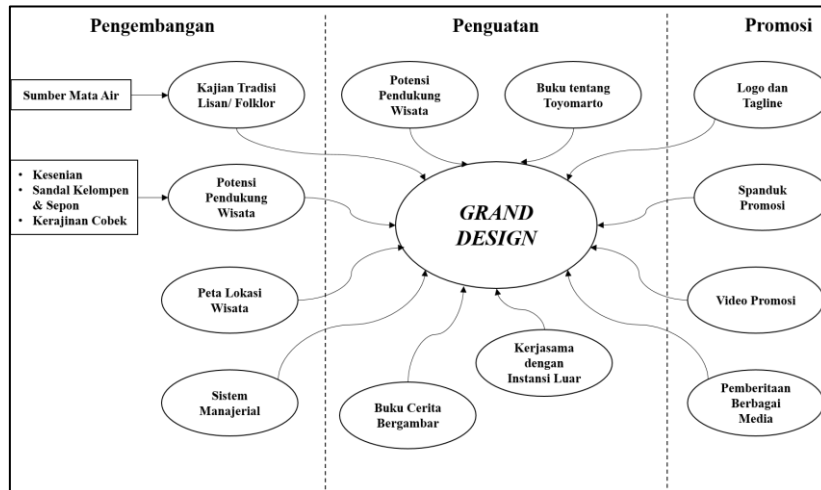 Pengembangan
Penguatan
Promosi
Sumber Mata Air
Kajian Tradisi
Lisan/ Folklor
Potensi
Pendukung
Wisata
Buku tentang
Toyomarto
Logo dan
Tagline
• Kesenian
• Sandal Kelompen
& Sepon
• Kerajinan Cobek
Potensi
Pendukung
Wisata
GRAND
DESIGN
Spanduk
Promosi
Peta Lokasi
Wisata
Video Promosi
Sistem
Manajerial
Buku Cerita
Bergambar
Kerjasama
dengan
Instansi Luar
Pemberitaan
Berbagai
Media